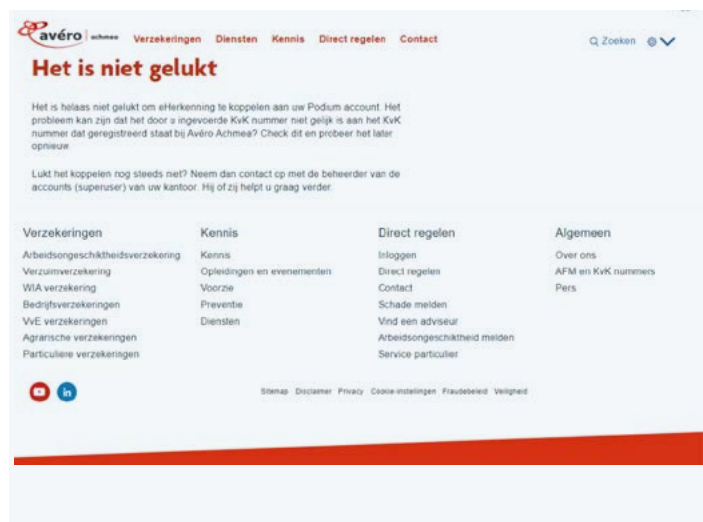 avéro achmea Verzekeringen Diensten Kennis Direct regelen Contact Zoeken
Het is niet gelukt
Het is helaas niet gelukt om eHerkenning te koppelen aan uw Podium account. Het
probleem kan zijn dat het door u ingevoerde KvK nummer niet gelijk is aan het KvK
nummer dat geregistreerd staat bij Avéro Achmea? Check dit en probeer het later
opnieuw.
Lukt het koppelen nog steeds niet? Neem dan contact op met de beheerder van de
accounts (superuser) van uw kantoor. Hij of zij helpt u graag verder.
Verzekeringen Kennis Direct regelen Algemeen
Arbeidsongeschiktheidsverzekering Kennis Inloggen Over ons
Verzuimverzekering Opleidingen en evenementen Direct regelen AFM en KvK nummers
WIA verzekering Voorzie Contact Pers
Bedrijfsverzekeringen Preventie Schade melden
VvE verzekeringen Diensten Vind een adviseur
Agrarische verzekeringen Arbeidsongeschiktheid melden
Particuliere verzekeringen Service particulier
Sitemap Disclaimer Privacy Cookie-instellingen Fraudebeleid Veiligheid